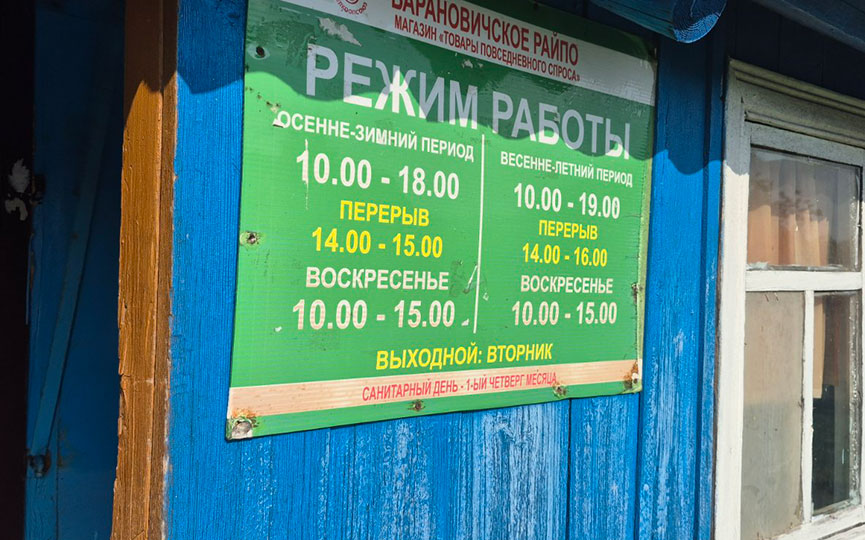 БАРАНОВИЧСКОЕ РАЙПО
МАГАЗИН «ТОВАРЫ ПОВСЕДНЕВНОГО СПРОСА»
РЕЖИМ РАБОТЫ
ОСЕННЕ-ЗИМНИЙ ПЕРИОД
10.00 - 18.00
ПЕРЕРЫВ
14.00 - 15.00
ВОСКРЕСЕНЬЕ
10.00 - 15.00
ВЕСЕННЕ-ЛЕТНИЙ ПЕРИОД
10.00 - 19.00
ПЕРЕРЫВ
14.00 - 16.00
ВОСКРЕСЕНЬЕ
10.00 - 15.00
ВЫХОДНОЙ: ВТОРНИК
САНИТАРНЫЙ ДЕНЬ - 1-ЫЙ ЧЕТВЕРГ МЕСЯЦА